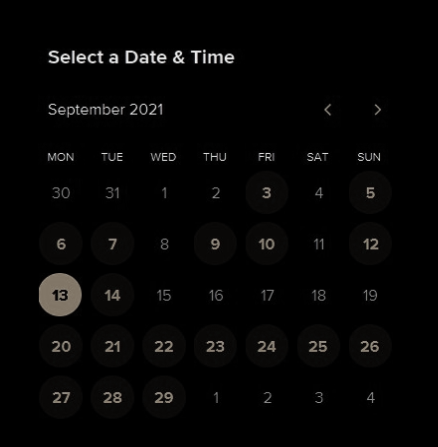 Select a Date & Time
September 2021
MON TUE WED THU FRI SAT SUN
30 31 1 2 3 4 5
6 7 8 9 10 11 12
13 14 15 16 17 18 19
20 21 22 23 24 25 26
27 28 29 1 2 3 4